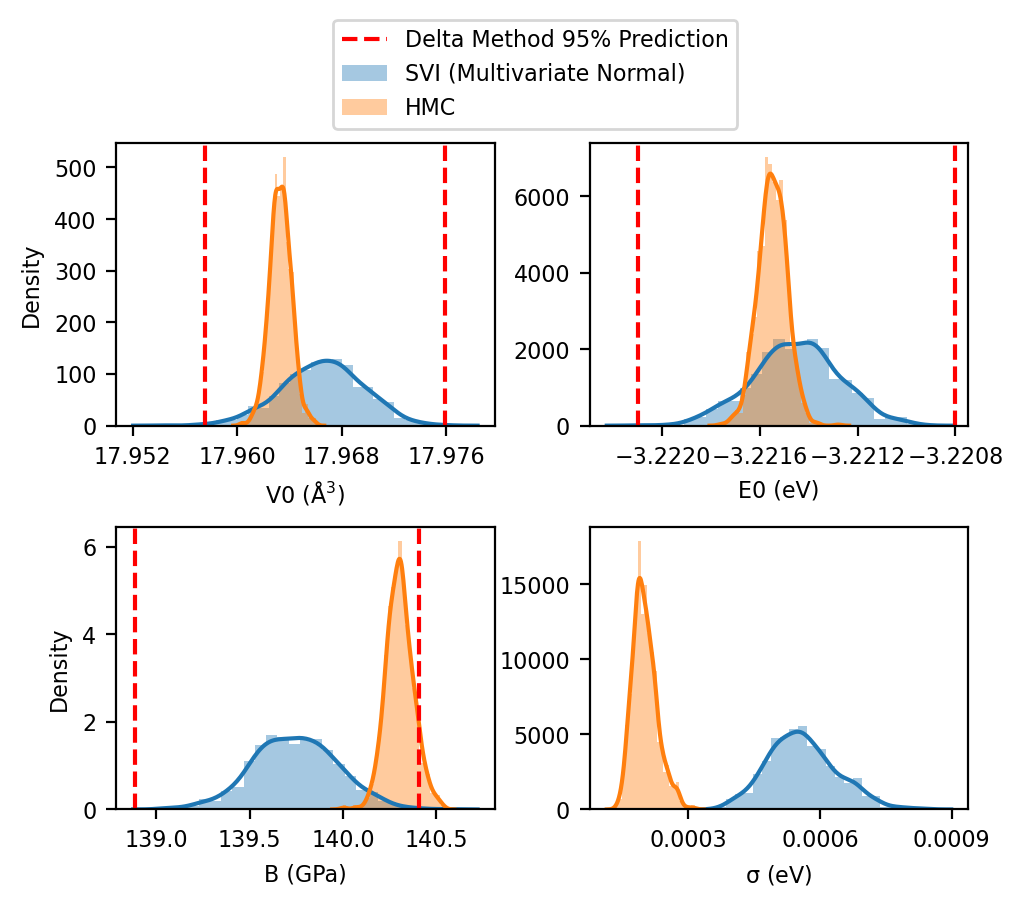 Delta Method 95% Prediction
SVI (Multivariate Normal)
HMC
500
400
300
200
100
0
Density
17.952 17.960 17.968 17.976
V0 (Å³)
6000
4000
2000
0
−3.2220 −3.2216 −3.2212 −3.2208
E0 (eV)
6
4
2
0
Density
139.0 139.5 140.0 140.5
B (GPa)
15000
10000
5000
0
0.0003 0.0006 0.0009
σ (eV)